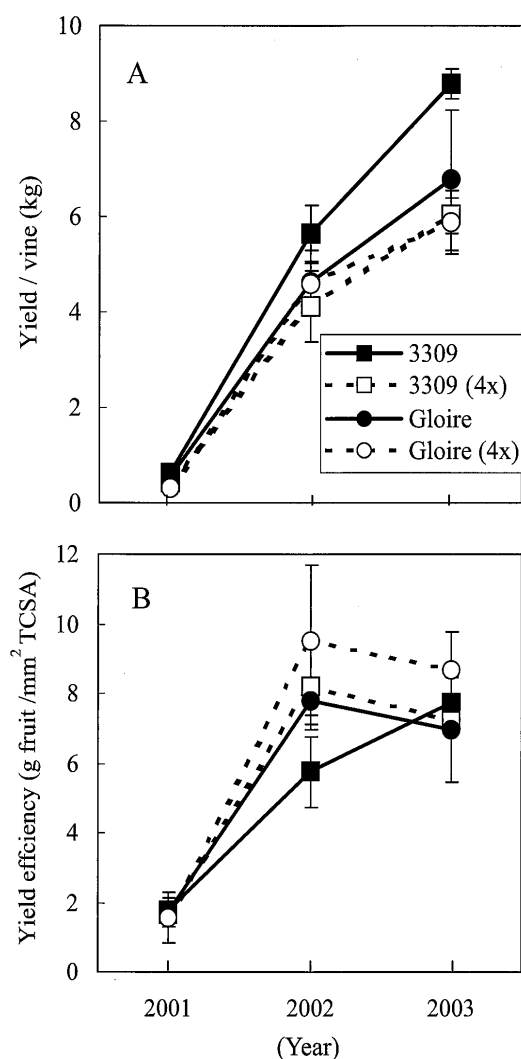 10
A
8
6
4
2
0
Yield / vine (kg)
3309
3309 (4x)
Gloire
Gloire (4x)
12
B
10
8
6
4
2
0
Yield effciency (g fruit /mm² TCSA)
2001 2002 2003
(Year)